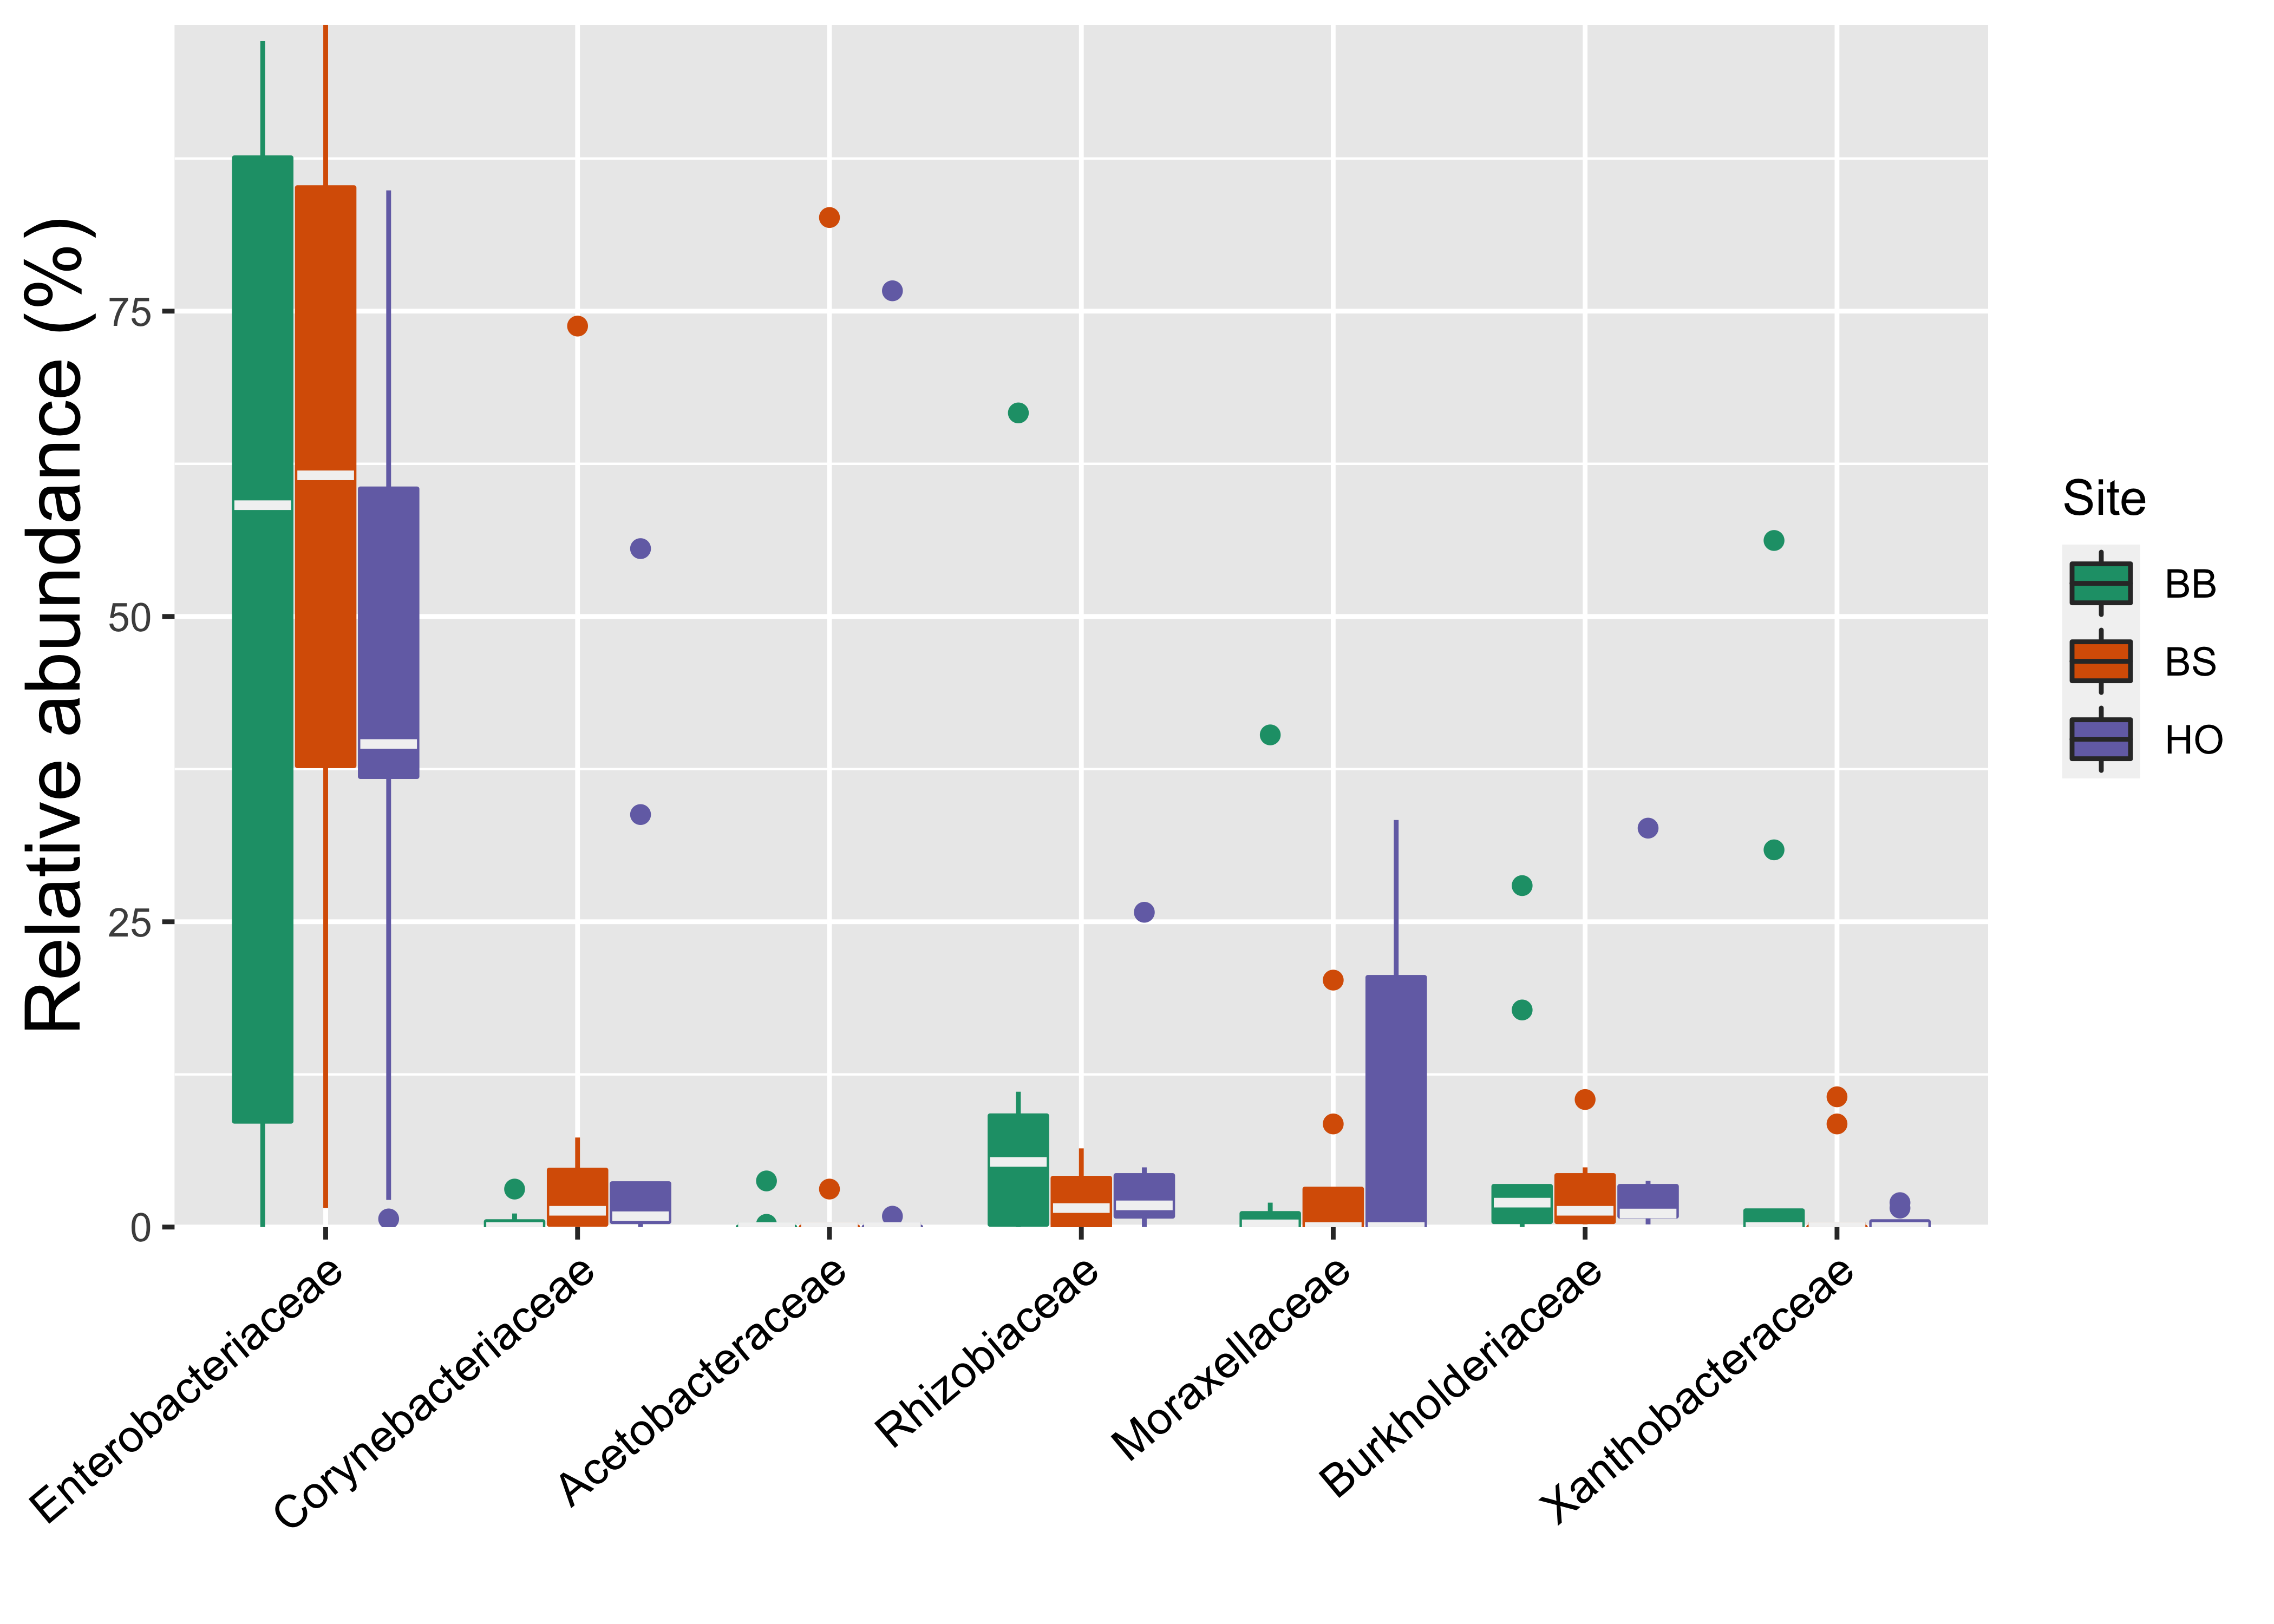 Relative abundance (%)
75
50
25
0
Enterobacteriaceae
Corynebacteriaceae
Acetobacteraceae
Rhizobiaceae
Moraxellaceae
Burkholderiaceae
Xanthobacteraceae
Site
BB
BS
HO